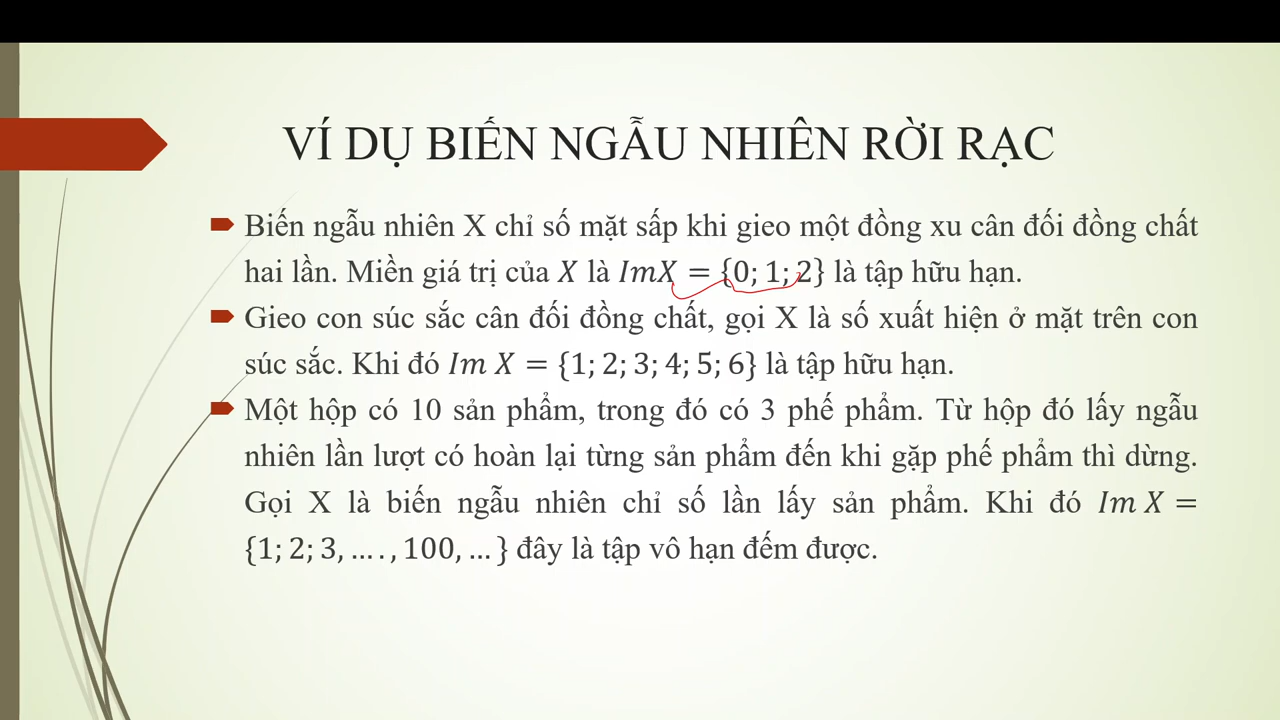 VÍ DỤ BIẾN NGẪU NHIÊN RỜI RẠC
Biến ngẫu nhiên X chỉ số mặt sấp khi gieo một đồng xu cân đối đồng chất
hai lần. Miền giá trị của X là ImX = {0; 1; 2} là tập hữu hạn.
Gieo con súc sắc cân đối đồng chất, gọi X là số xuất hiện ở mặt trên con
súc sắc. Khi đó Im X = {1; 2; 3; 4; 5; 6} là tập hữu hạn.
Một hộp có 10 sản phẩm, trong đó có 3 phế phẩm. Từ hộp đó lấy ngẫu
nhiên lần lượt có hoàn lại từng sản phẩm đến khi gặp phế phẩm thì dừng.
Gọi X là biến ngẫu nhiên chỉ số lần lấy sản phẩm. Khi đó Im X =
{1; 2; 3, … . , 100, … } đây là tập vô hạn đếm được.